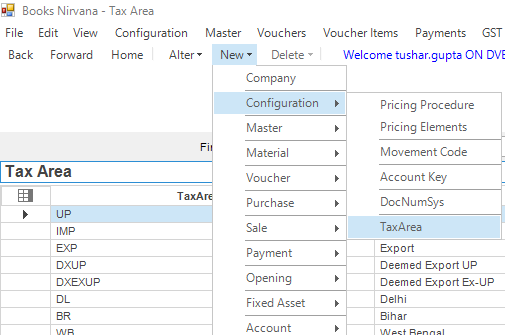 Books Nirvana - Tax Area
File Edit View Configuration Master Vouchers Voucher Items Payments GST
Back Forward Home Alter New Delete Welcome tushar.gupta ON
Company
Configuration
Pricing Procedure
Master
Pricing Elements
Material
Movement Code
Voucher
Account Key
Purchase
DocNumSys
Sale
TaxArea
Payment
Opening
Fixed Asset
Account
Tax Area
UP
IMP
EXP Export
DXUP Deemed Export UP
DXEXUP Deemed Export Ex-UP
DL Delhi
BR Bihar
WB West Bengal